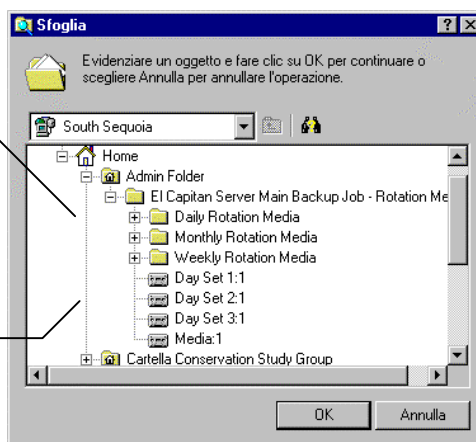 Sfoglia
Evidenziare un oggetto e fare clic su OK per continuare o
scegliere Annulla per annullare l'operazione.
South Sequoia
Home
Admin Folder
El Capitan Server Main Backup Job - Rotation Me
Daily Rotation Media
Monthly Rotation Media
Weekly Rotation Media
Day Set 1:1
Day Set 2:1
Day Set 3:1
Media:1
Cartella Conservation Study Group
OK Annulla